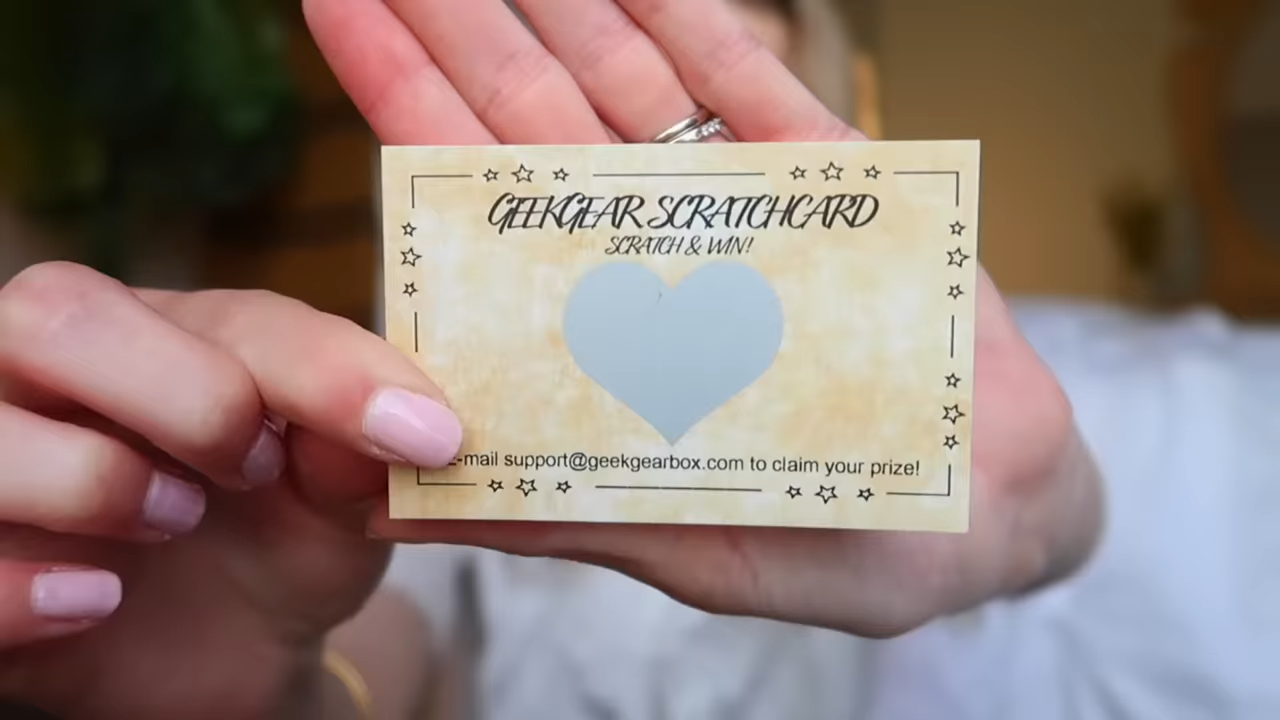 GEEKGEAR SCRATCHCARD
SCRATCH & WIN!
E-mail support@geekgearbox.com to claim your prize!